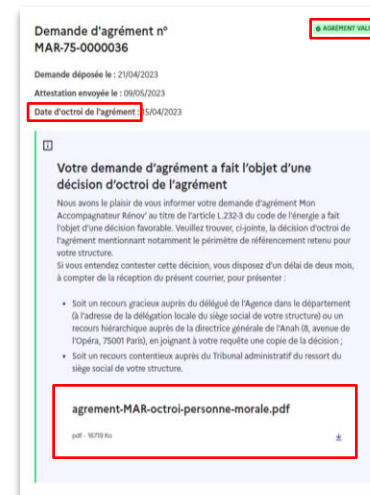 Demande d'agrément n°
MAR-75-0000036
AGRÉMENT VALI
Demande déposée le : 21/04/2023
Attestation envoyée le : 09/05/2023
Date d'octroi de l'agrément : 15/04/2023
Votre demande d'agrément a fait l'objet d'une
décision d'octroi de l'agrément
Nous avons le plaisir de vous informer votre demande d'agrément Mon
Accompagnateur Rénov' au titre de l'article L.232-3 du code de l'énergie a fait
l'objet d'une décision favorable. Veuillez trouver, ci-jointe, la décision d'octroi de
l'agrément mentionnant notamment le périmètre de référencement retenu pour
votre structure.
Si vous entendez contester cette décision, vous disposez d'un délai de deux mois,
à compter de la réception du présent courrier, pour présenter :
• Soit un recours gracieux auprès du délégué de l'Agence dans le département
(à l'adresse de la délégation locale du siège social de votre structure) ou un
recours hiérarchique auprès de la directrice générale de l'Anah (8, avenue de
l'Opéra, 75001 Paris), en joignant à votre requête une copie de la décision ;
• Soit un recours contentieux auprès du Tribunal administratif du ressort du
siège social de votre structure.
agrement-MAR-octroi-personne-morale.pdf
pdf - 16719 Ko